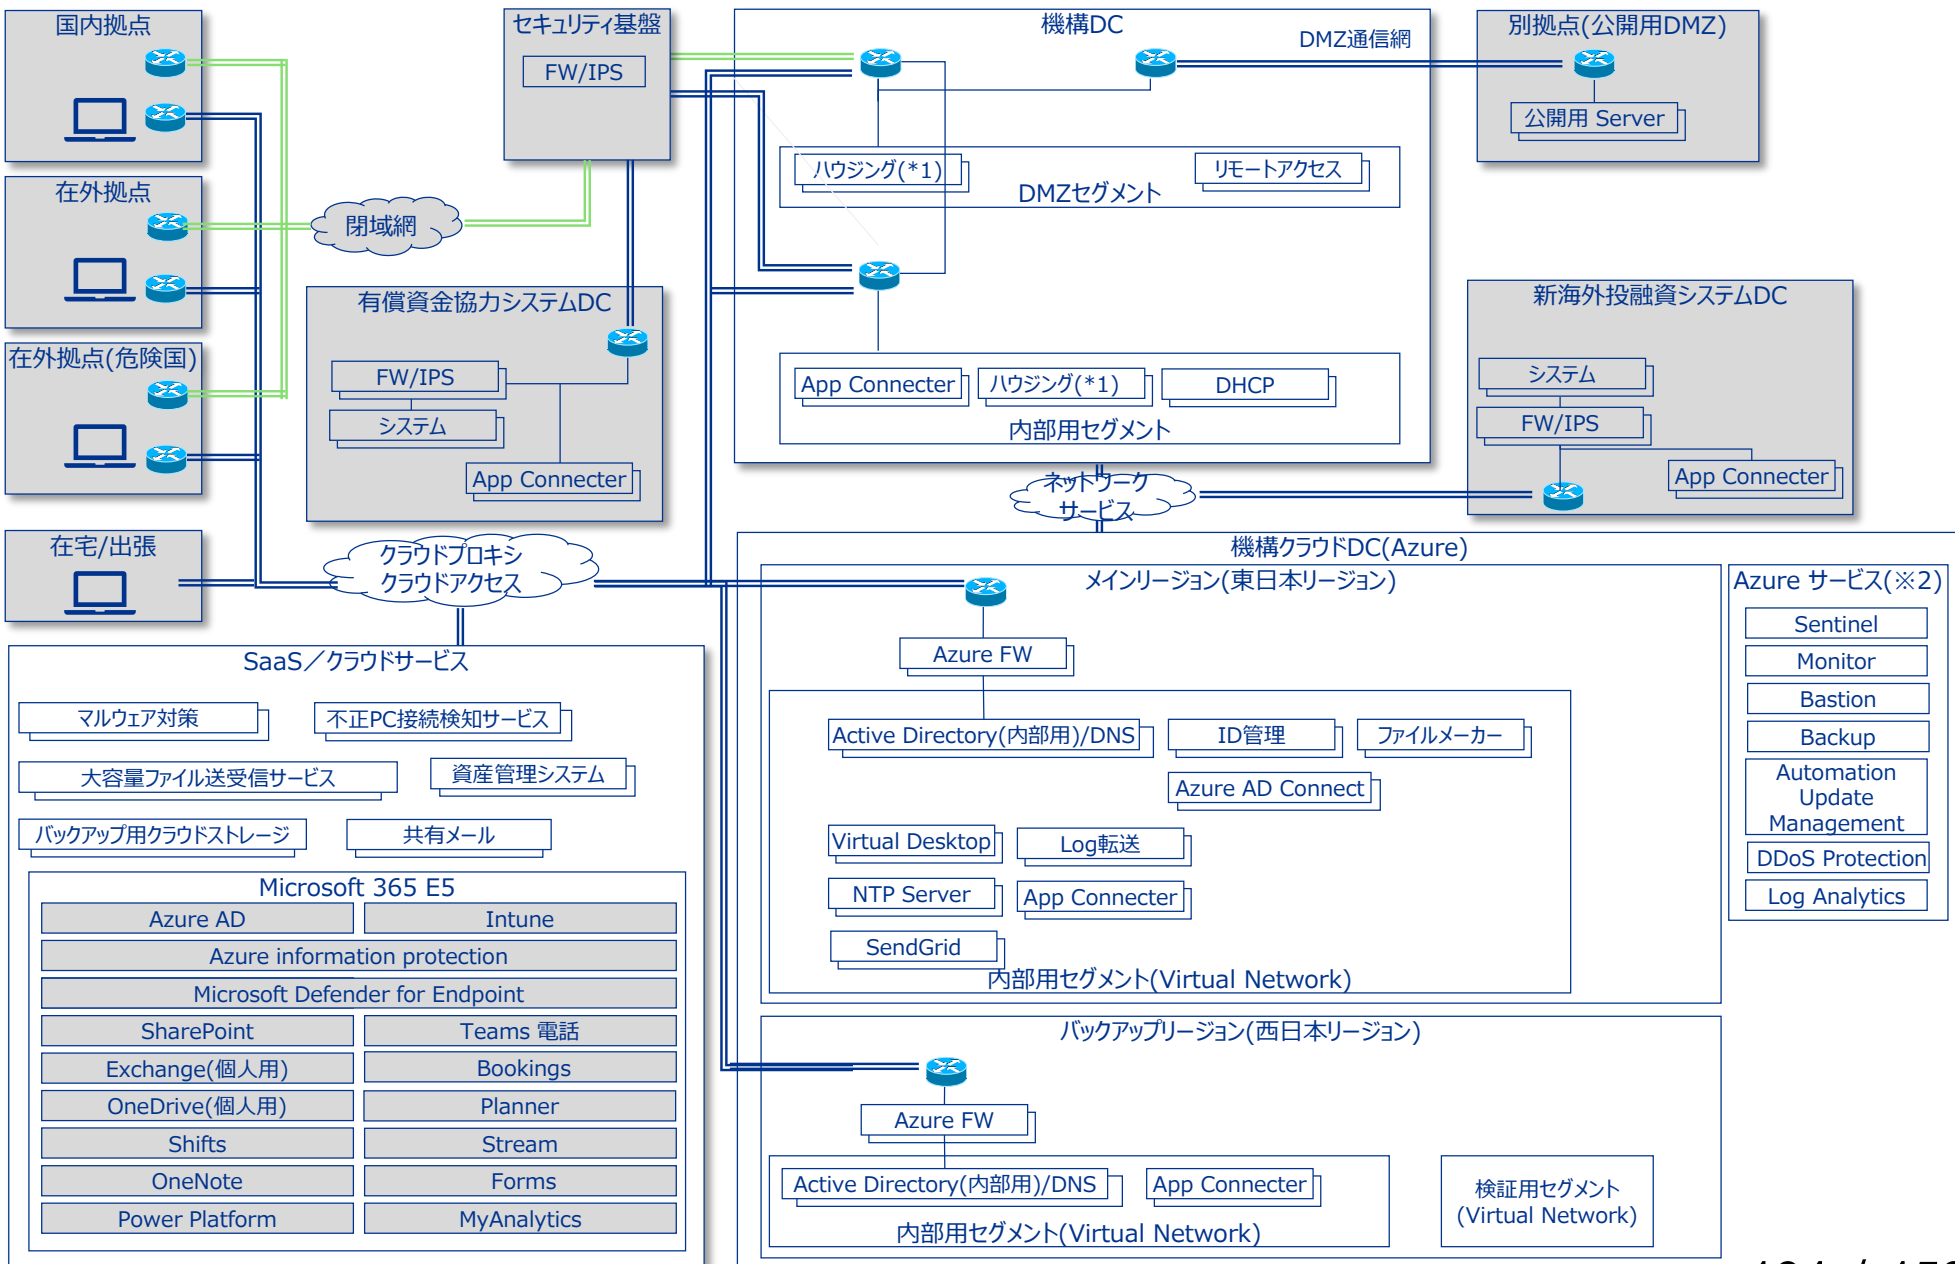 国内拠点
セキュリティ基盤
FW/IPS
機構DC
DMZ通信網
別拠点(公開用DMZ)
公開用 Server
ハウジング(*1)
リモートアクセス
DMZセグメント
在外拠点
閉域網
有償資金協力システムDC
FW/IPS
システム
App Connecter
在外拠点(危険国)
App Connecter
ハウジング(*1)
DHCP
内部用セグメント
新海外投融資システムDC
システム
FW/IPS
App Connecter
ネットワーク
サービス
在宅/出張
クラウドプロキシ
クラウドアクセス
機構クラウドDC(Azure)
メインリージョン(東日本リージョン)
Azure FW
Active Directory(内部用)/DNS
ID管理
ファイルメーカー
Azure AD Connect
Virtual Desktop
Log転送
NTP Server
App Connecter
SendGrid
内部用セグメント(Virtual Network)
Azure サービス(※2)
Sentinel
Monitor
Bastion
Backup
Automation
Update
Management
DDoS Protection
Log Analytics
SaaS／クラウドサービス
マルウェア対策
不正PC接続検知サービス
大容量ファイル送受信サービス
資産管理システム
バックアップ用クラウドストレージ
共有メール
Microsoft 365 E5
Azure AD
Intune
Azure information protection
Microsoft Defender for Endpoint
SharePoint
Teams 電話
Exchange(個人用)
Bookings
OneDrive(個人用)
Planner
Shifts
Stream
OneNote
Forms
Power Platform
MyAnalytics
バックアップリージョン(西日本リージョン)
Azure FW
Active Directory(内部用)/DNS
App Connecter
内部用セグメント(Virtual Network)
検証用セグメント
(Virtual Network)